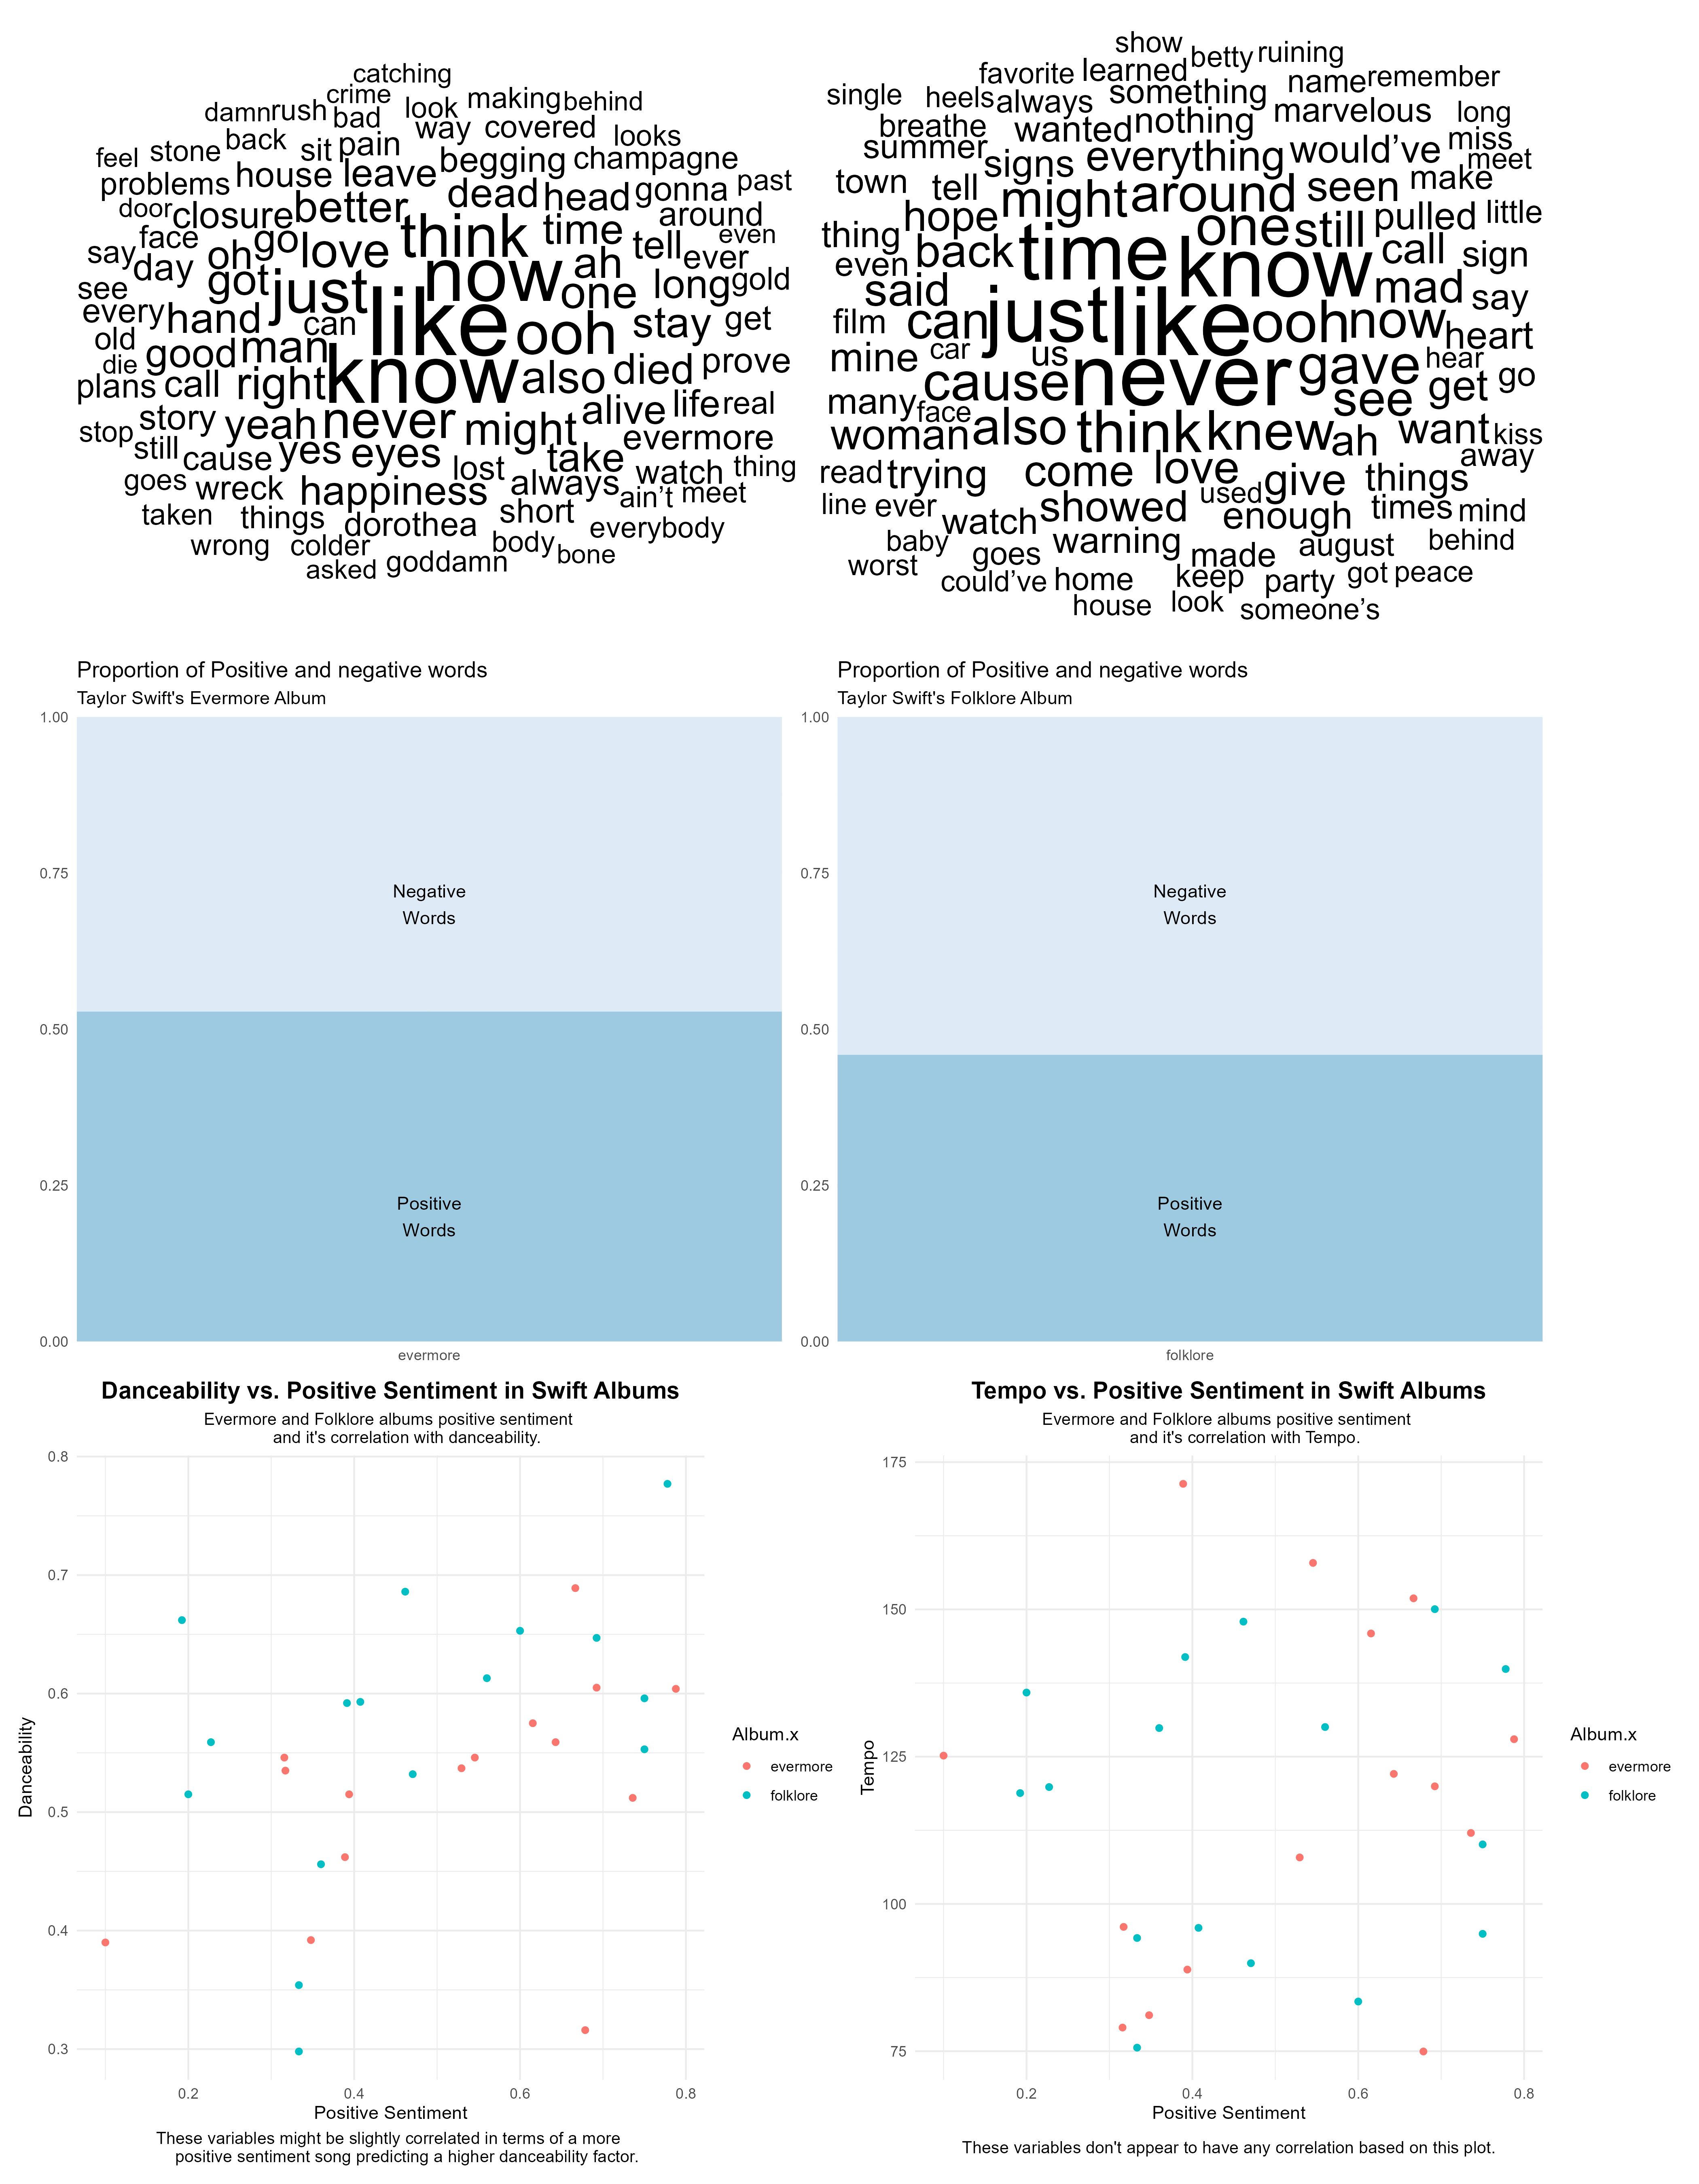 catching
crime look making behind
damn rush bad
way covered looks
back sit pain
feel stone begging champagne
problems house leave dead head gonna past
door closure better around
say face oh go love think time tell ever even
day got just now ah one long gold
see
every hand can like ooh stay get
old good man
die know also died prove
plans call right
story yeah never might alive life real
stop still cause yes eyes lost take evermore
goes wreck happiness always watch thing
ain’t meet
taken things dorothea short everybody
wrong colder body bone
asked goddamn
show betty ruining
favorite learned name remember
single heels always something marvelous long
breathe wanted nothing miss
summer signs everything would’ve meet
town tell might around seen make
hope one still pulled little
thing back time know call sign
even said mad say
film can just like ooh now heart
mine car us never gave hear go
cause see get
many face
woman also think knew ah want kiss
away
read trying come love give things
line ever used
watch showed enough times mind
baby goes warning made august behind
worst could’ve home keep party got peace
house look someone’s
Proportion of Positive and negative words
Taylor Swift's Evermore Album
1.00
0.75
0.50
0.25
0.00
Negative
Words
Positive
Words
evermore
Proportion of Positive and negative words
Taylor Swift's Folklore Album
1.00
0.75
0.50
0.25
0.00
Negative
Words
Positive
Words
folklore
Danceability vs. Positive Sentiment in Swift Albums
Evermore and Folklore albums positive sentiment
and it's correlation with danceability.
Danceability
0.8
0.7
0.6
0.5
0.4
0.3
0.2 0.4 0.6 0.8
Positive Sentiment
These variables might be slightly correlated in terms of a more
positive sentiment song predicting a higher danceability factor.
Album.x
evermore
folklore
Tempo vs. Positive Sentiment in Swift Albums
Evermore and Folklore albums positive sentiment
and it's correlation with Tempo.
Tempo
175
150
125
100
75
0.2 0.4 0.6 0.8
Positive Sentiment
These variables don't appear to have any correlation based on this plot.
Album.x
evermore
folklore